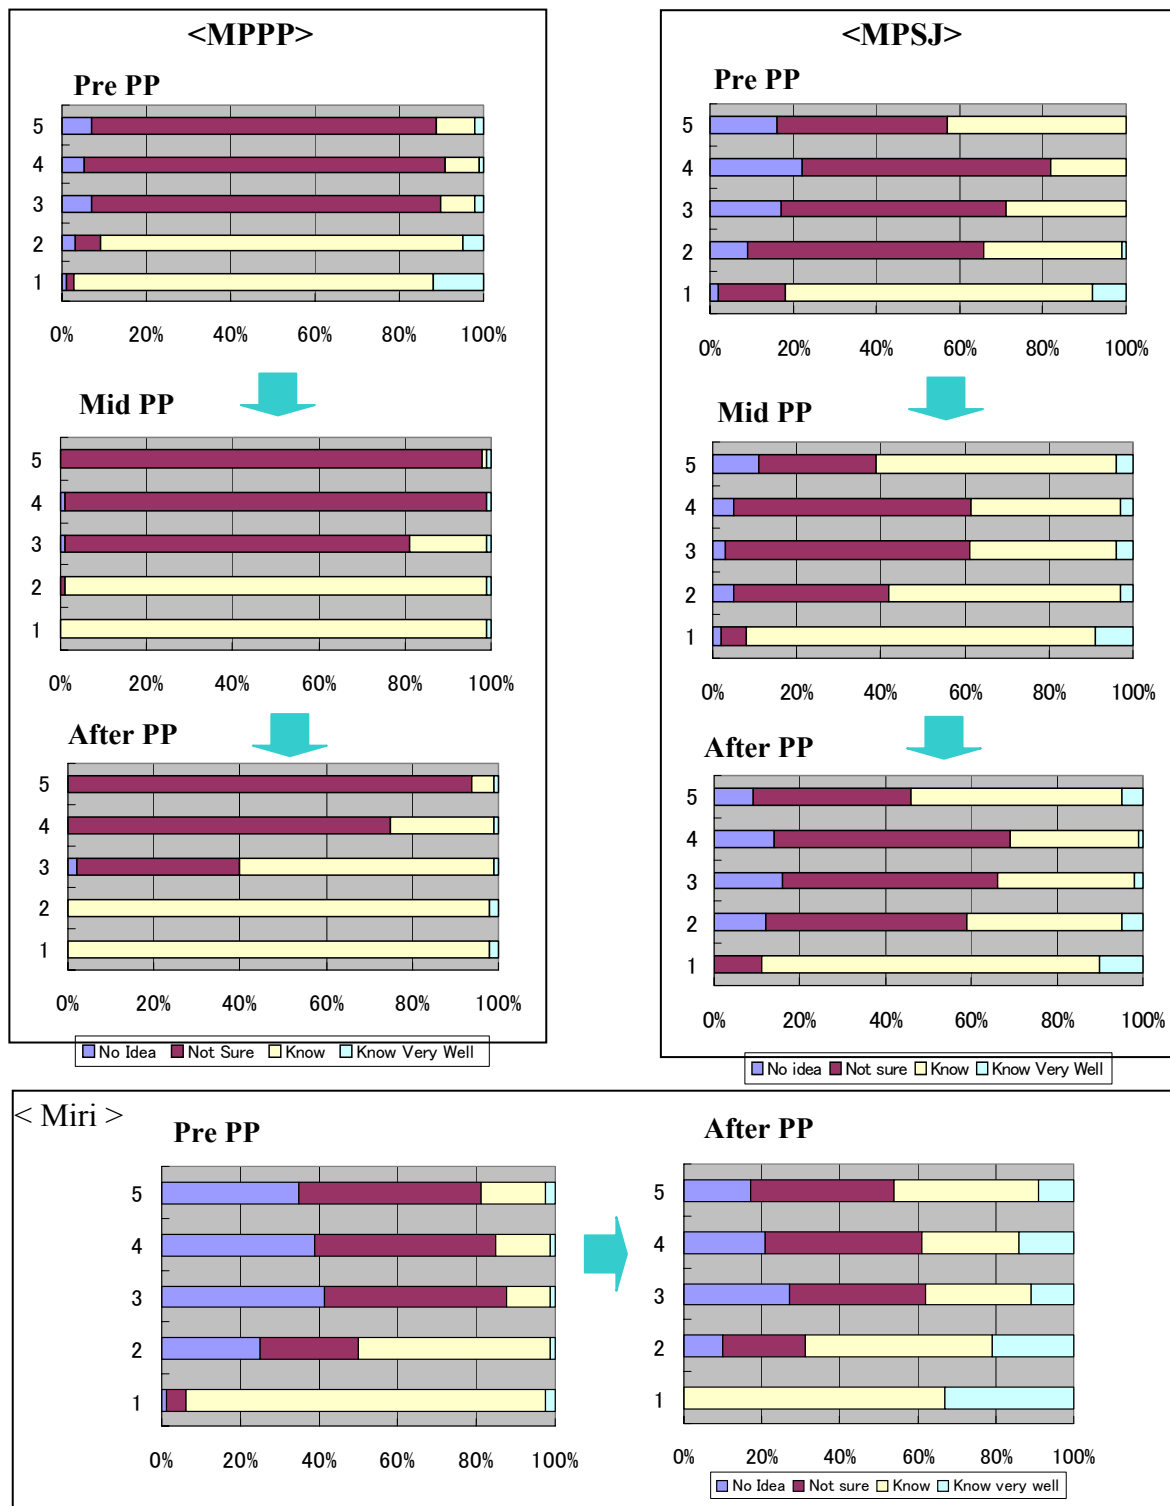 <MPPP>
Pre PP
5
4
3
2
1
0% 20% 40% 60% 80% 100%
Mid PP
5
4
3
2
1
0% 20% 40% 60% 80% 100%
After PP
5
4
3
2
1
0% 20% 40% 60% 80% 100%
No Idea Not Sure Know Know Very Well
<MPSJ>
Pre PP
5
4
3
2
1
0% 20% 40% 60% 80% 100%
Mid PP
5
4
3
2
1
0% 20% 40% 60% 80% 100%
After PP
5
4
3
2
1
0% 20% 40% 60% 80% 100%
No idea Not sure Know Know Very Well
< Miri >
Pre PP
5
4
3
2
1
0% 20% 40% 60% 80% 100%
After PP
5
4
3
2
1
0% 20% 40% 60% 80% 100%
No Idea Not sure Know Know very well